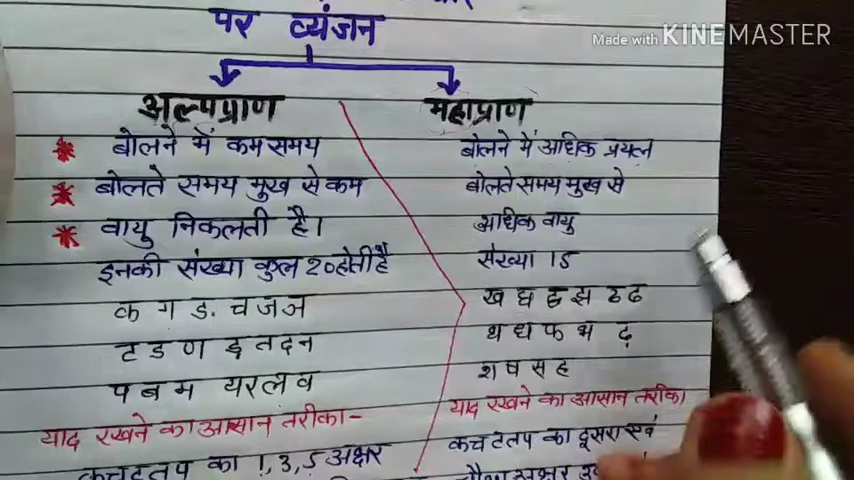 Made with KINEMASTER
पर व्यंजन
अल्पप्राण
बोलने में कम समय
बोलते समय मुख से कम
वायु निकलती है।
इनकी संख्या कुल 20 होती है
क ग ङ. च ज ञ
ट ड ण ड़ त द न
प ब म य र ल व
याद रखने का आसान तरीका-
कचटतप का 1,3,5 अक्षर
महाप्राण
बोलने में अधिक प्रयत्न
बोलते समय मुख से
अधिक वायु
संख्या 15
ख घ छ झ ठ ढ
थ ध फ भ ढ़
श ष स ह
याद रखने का आसान तरीका
कचटतप का दूसरा एवं
चौथा अक्षर